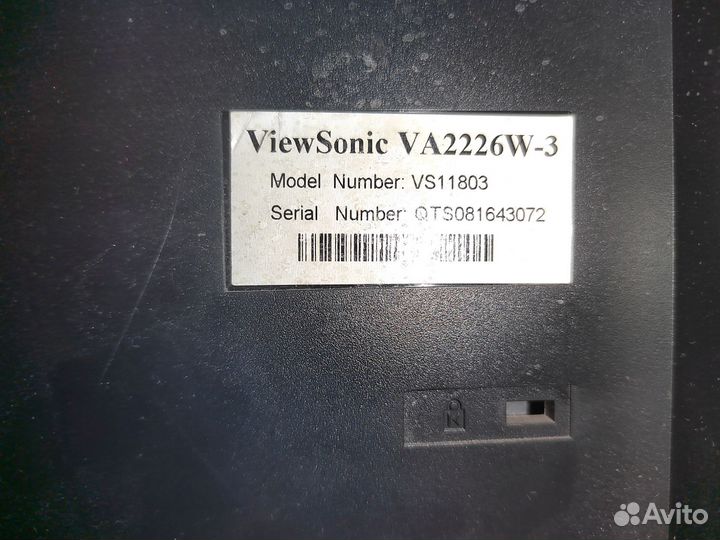 ViewSonic VA2226W-3
Model Number: VS11803
Serial Number: QTS081643072
K
Avito